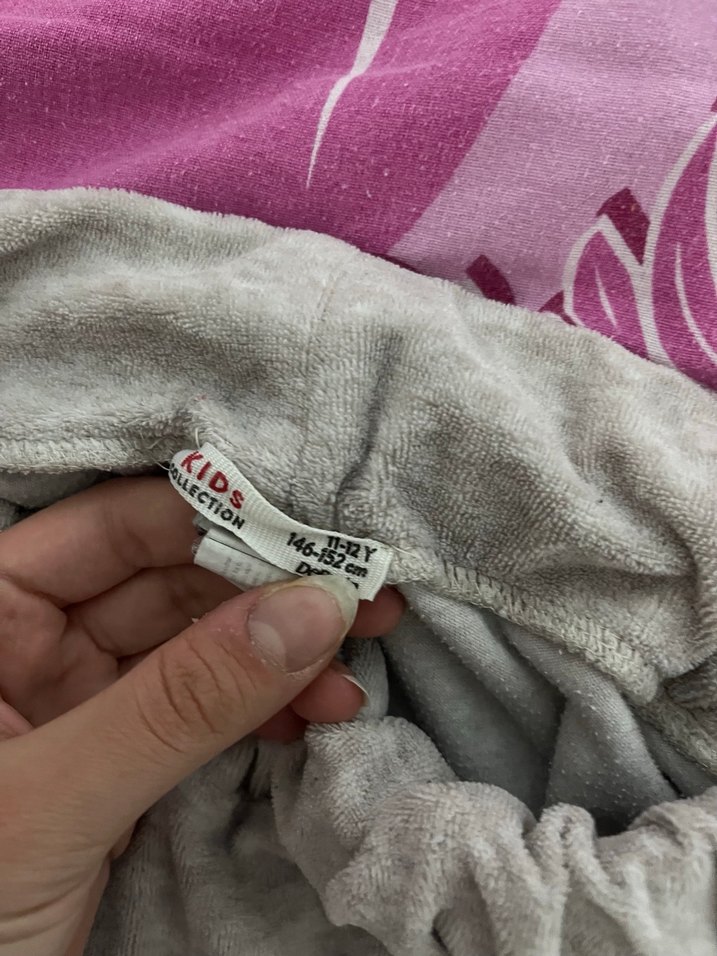 KIDS
COLLECTION
11-12 Y
146-152 cm